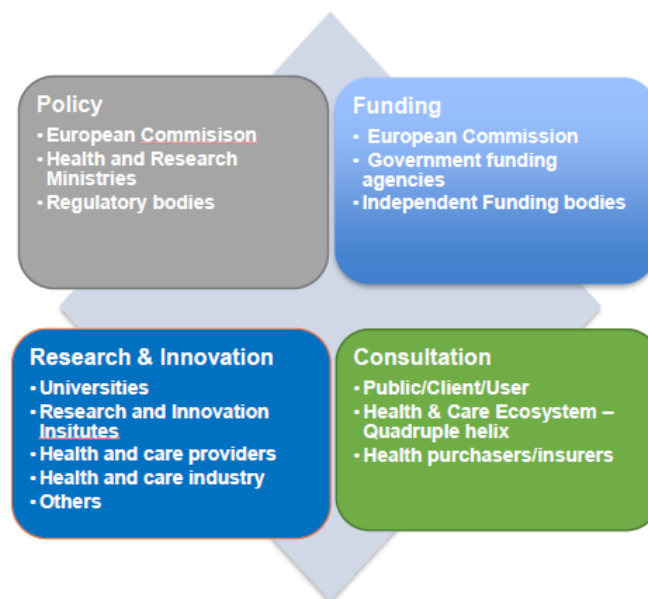 Policy
• European Commisison
• Health and Research
Ministries
• Regulatory bodies
Funding
• European Commission
• Government funding
agencies
• Independent Funding bodies
Research & Innovation
• Universities
• Research and Innovation
Insitutes
• Health and care providers
• Health and care industry
• Others
Consultation
• Public/Client/User
• Health & Care Ecosystem –
Quadruple helix
• Health purchasers/insurers